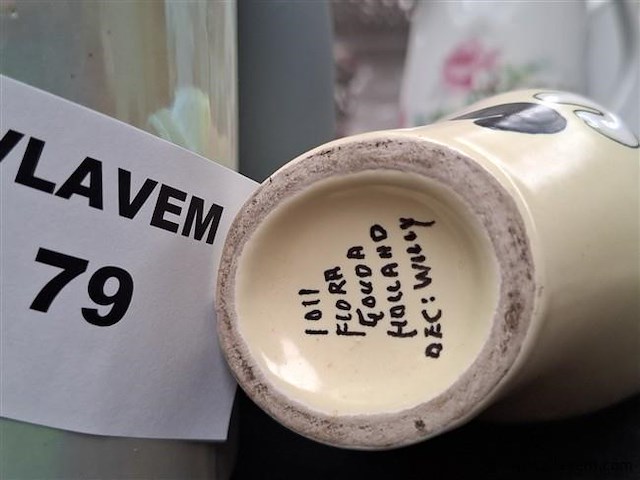 VLAVEM
79
1011
FLORA
GOUDA
HOLLAND
DEC: WILLY